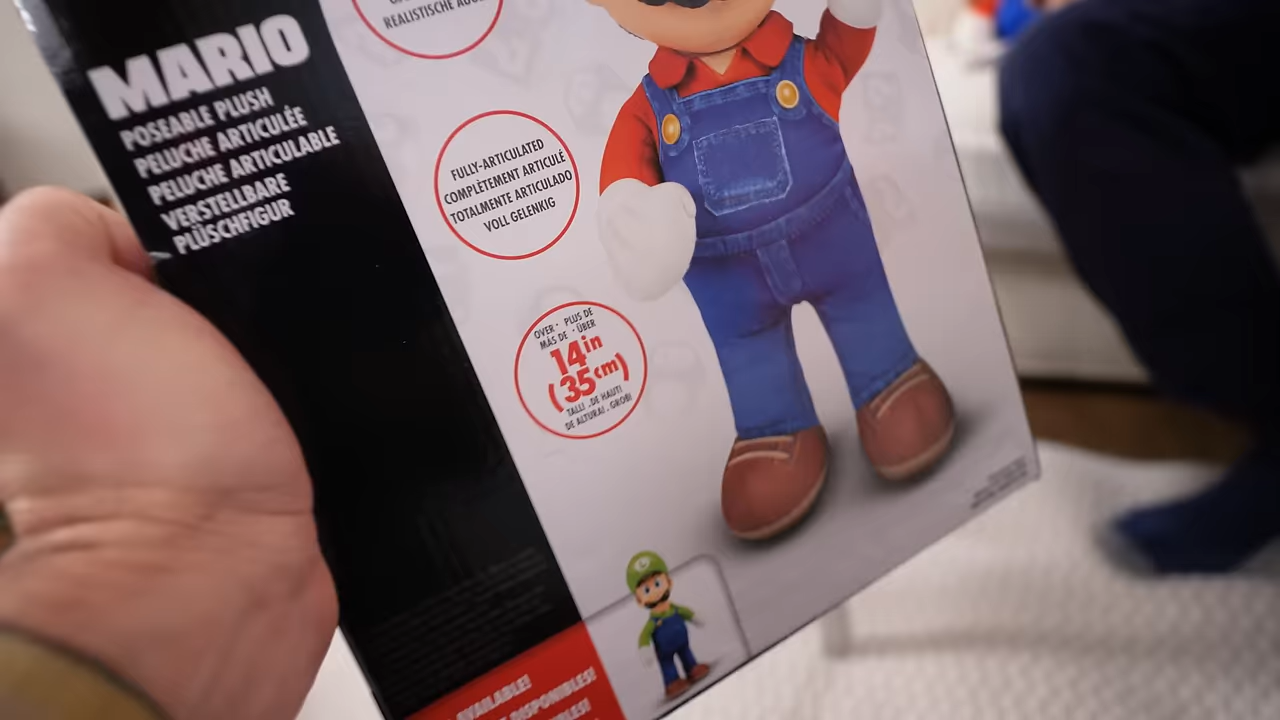 REALISTISCHE
MARIO
POSEABLE PLUSH
PELUCHE ARTICULÉE
PELUCHE ARTICULABLE
VERSTELLBARE
PLÜSCHFIGUR
FULLY-ARTICULATED
COMPLÈTEMENT ARTICULÉ
TOTALMENTE ARTICULADO
VOLL GELENKIG
OVER · PLUS DE
MÁS DE · ÜBER
14in
(35cm)
TALL! . DE HAUT!
DE ALTURA! . GROß!
AVAILABLE!
DISPONIBLES!